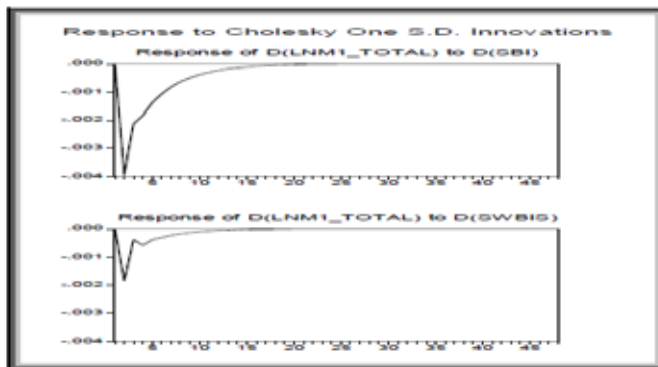 Response to Cholesky One S.D. Innovations
Response of D(LNM1_TOTAL) to D(SBI)
.000
-.001
-.002
-.003
-.004
5 10 15 20 25 30 35 40 45
Response of D(LNM1_TOTAL) to D(SWBIS)
.000
-.001
-.002
-.003
-.004
5 10 15 20 25 30 35 40 45